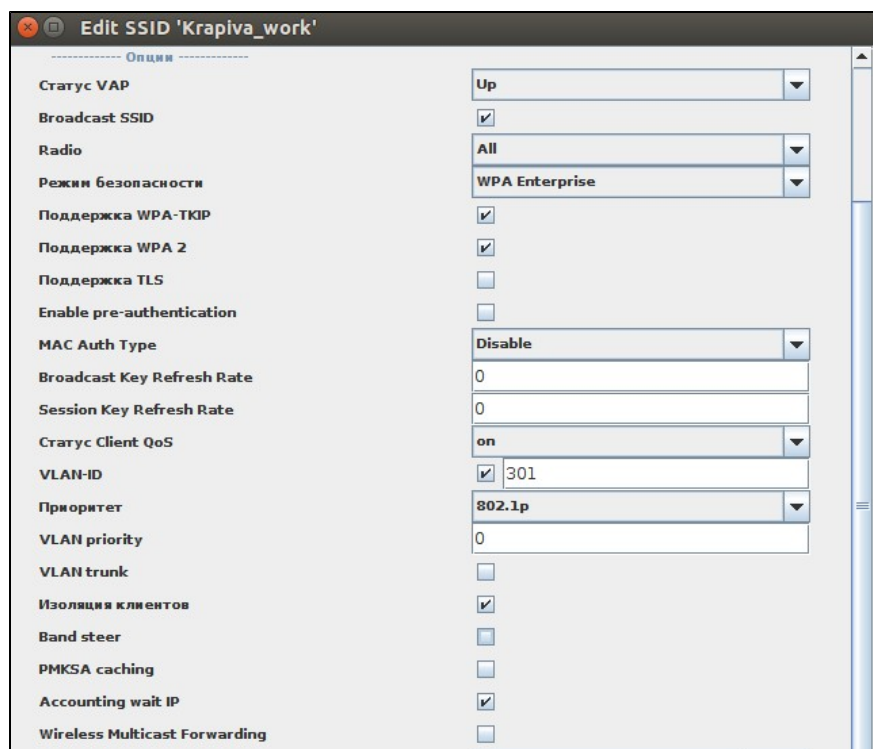 Edit SSID 'Krapiva_work'
------------- Опции -------------
Статус VAP Up
Broadcast SSID
Radio All
Режим безопасности WPA Enterprise
Поддержка WPA-TKIP
Поддержка WPA 2
Поддержка TLS
Enable pre-authentication
MAC Auth Type Disable
Broadcast Key Refresh Rate 0
Session Key Refresh Rate 0
Статус Client QoS on
VLAN-ID 301
Приоритет 802.1p
VLAN priority 0
VLAN trunk
Изоляция клиентов
Band steer
PMKSA caching
Accounting wait IP
Wireless Multicast Forwarding